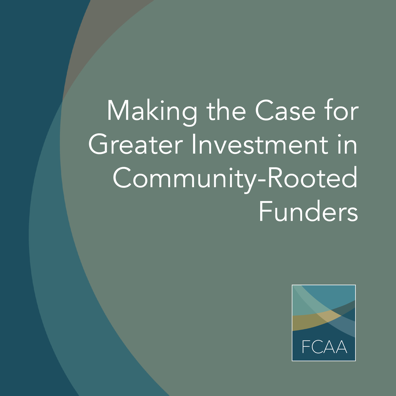 Making the Case for
Greater Investment in
Community-Rooted
Funders
FCAA